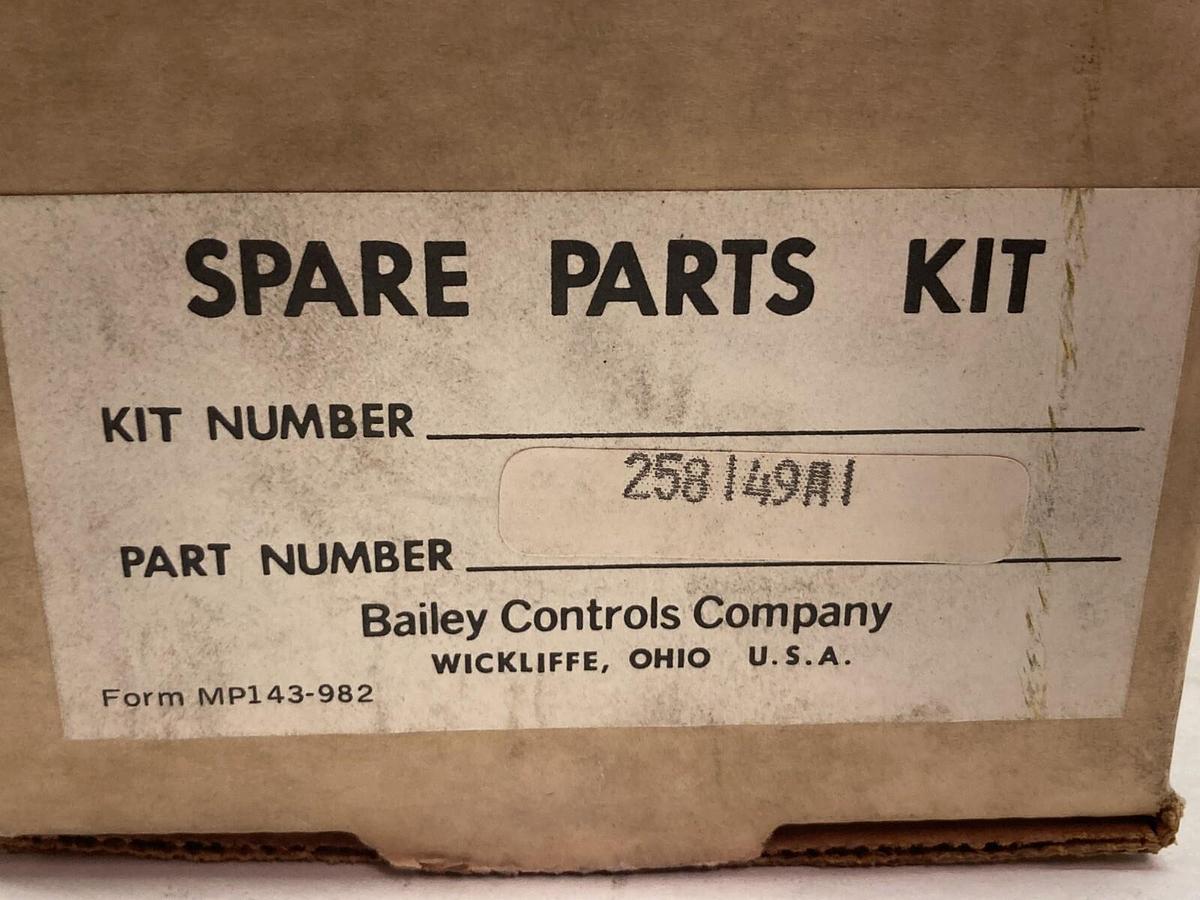 SPARE PARTS KIT
KIT NUMBER
258149A1
PART NUMBER
Bailey Controls Company
WICKLIFFE, OHIO U.S.A.
Form MP143-982